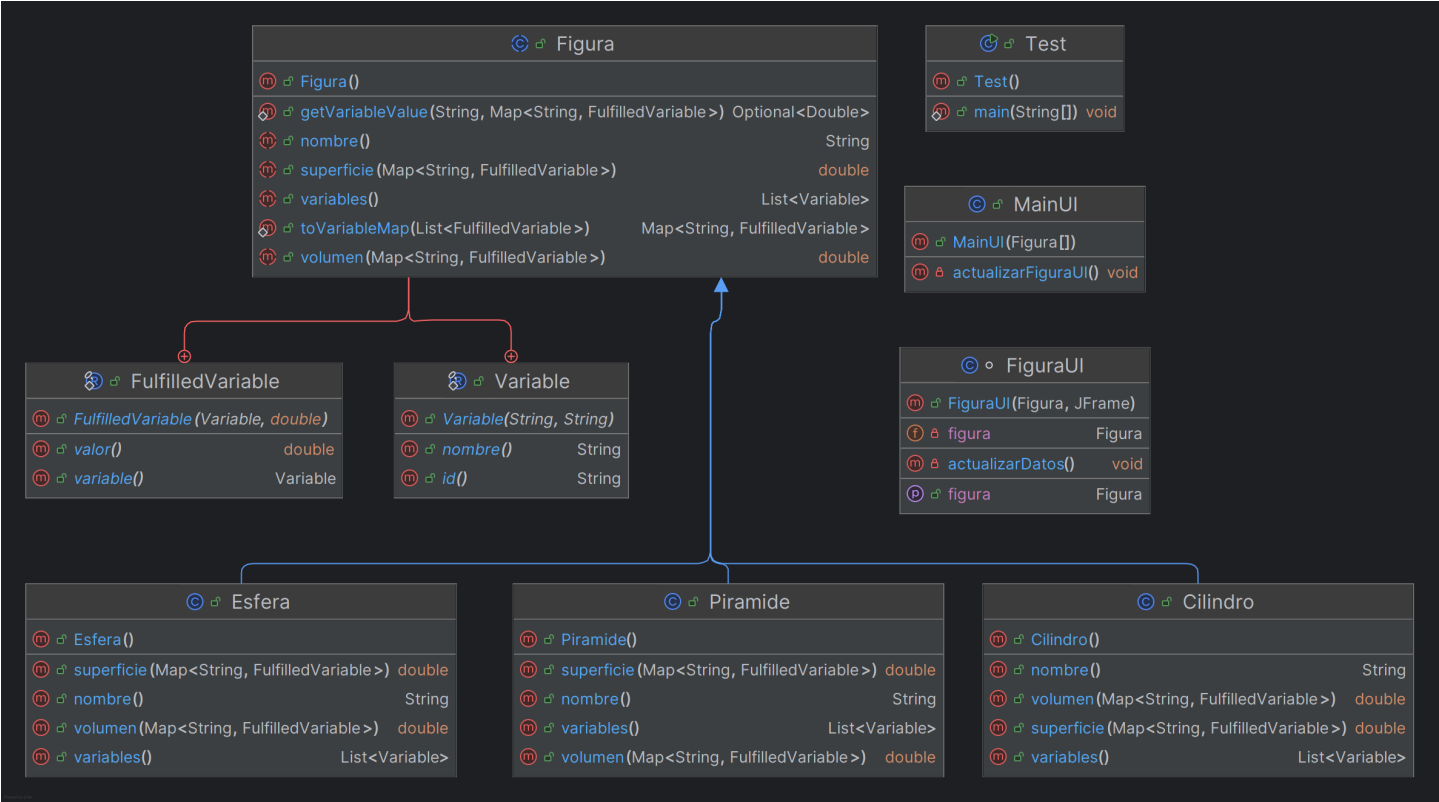 Figura
Figura()
getVariableValue(String, Map<String, FulfilledVariable>) Optional<Double>
nombre() String
superficie(Map<String, FulfilledVariable>) double
variables() List<Variable>
toVariableMap(List<FulfilledVariable>) Map<String, FulfilledVariable>
volumen(Map<String, FulfilledVariable>) double
Test
Test()
main(String[]) void
MainUI
MainUI(Figura[])
actualizarFiguraUI() void
FulfilledVariable
FulfilledVariable(Variable, double)
valor() double
variable() Variable
Variable
Variable(String, String)
nombre() String
id() String
FiguraUI
FiguraUI(Figura, JFrame)
figura Figura
actualizarDatos() void
figura Figura
Esfera
Esfera()
superficie(Map<String, FulfilledVariable>) double
nombre() String
volumen(Map<String, FulfilledVariable>) double
variables() List<Variable>
Piramide
Piramide()
superficie(Map<String, FulfilledVariable>) double
nombre() String
variables() List<Variable>
volumen(Map<String, FulfilledVariable>) double
Cilindro
Cilindro()
nombre() String
volumen(Map<String, FulfilledVariable>) double
superficie(Map<String, FulfilledVariable>) double
variables() List<Variable>